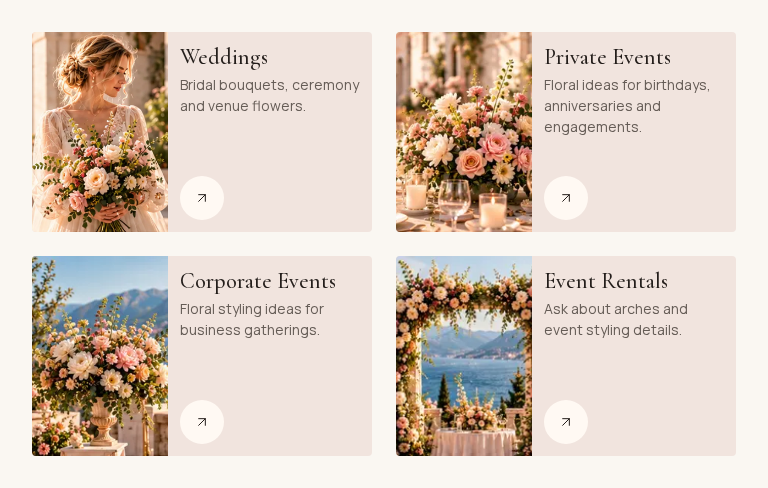 Weddings
Bridal bouquets, ceremony
and venue flowers.
Private Events
Floral ideas for birthdays,
anniversaries and
engagements.
Corporate Events
Floral styling ideas for
business gatherings.
Event Rentals
Ask about arches and
event styling details.